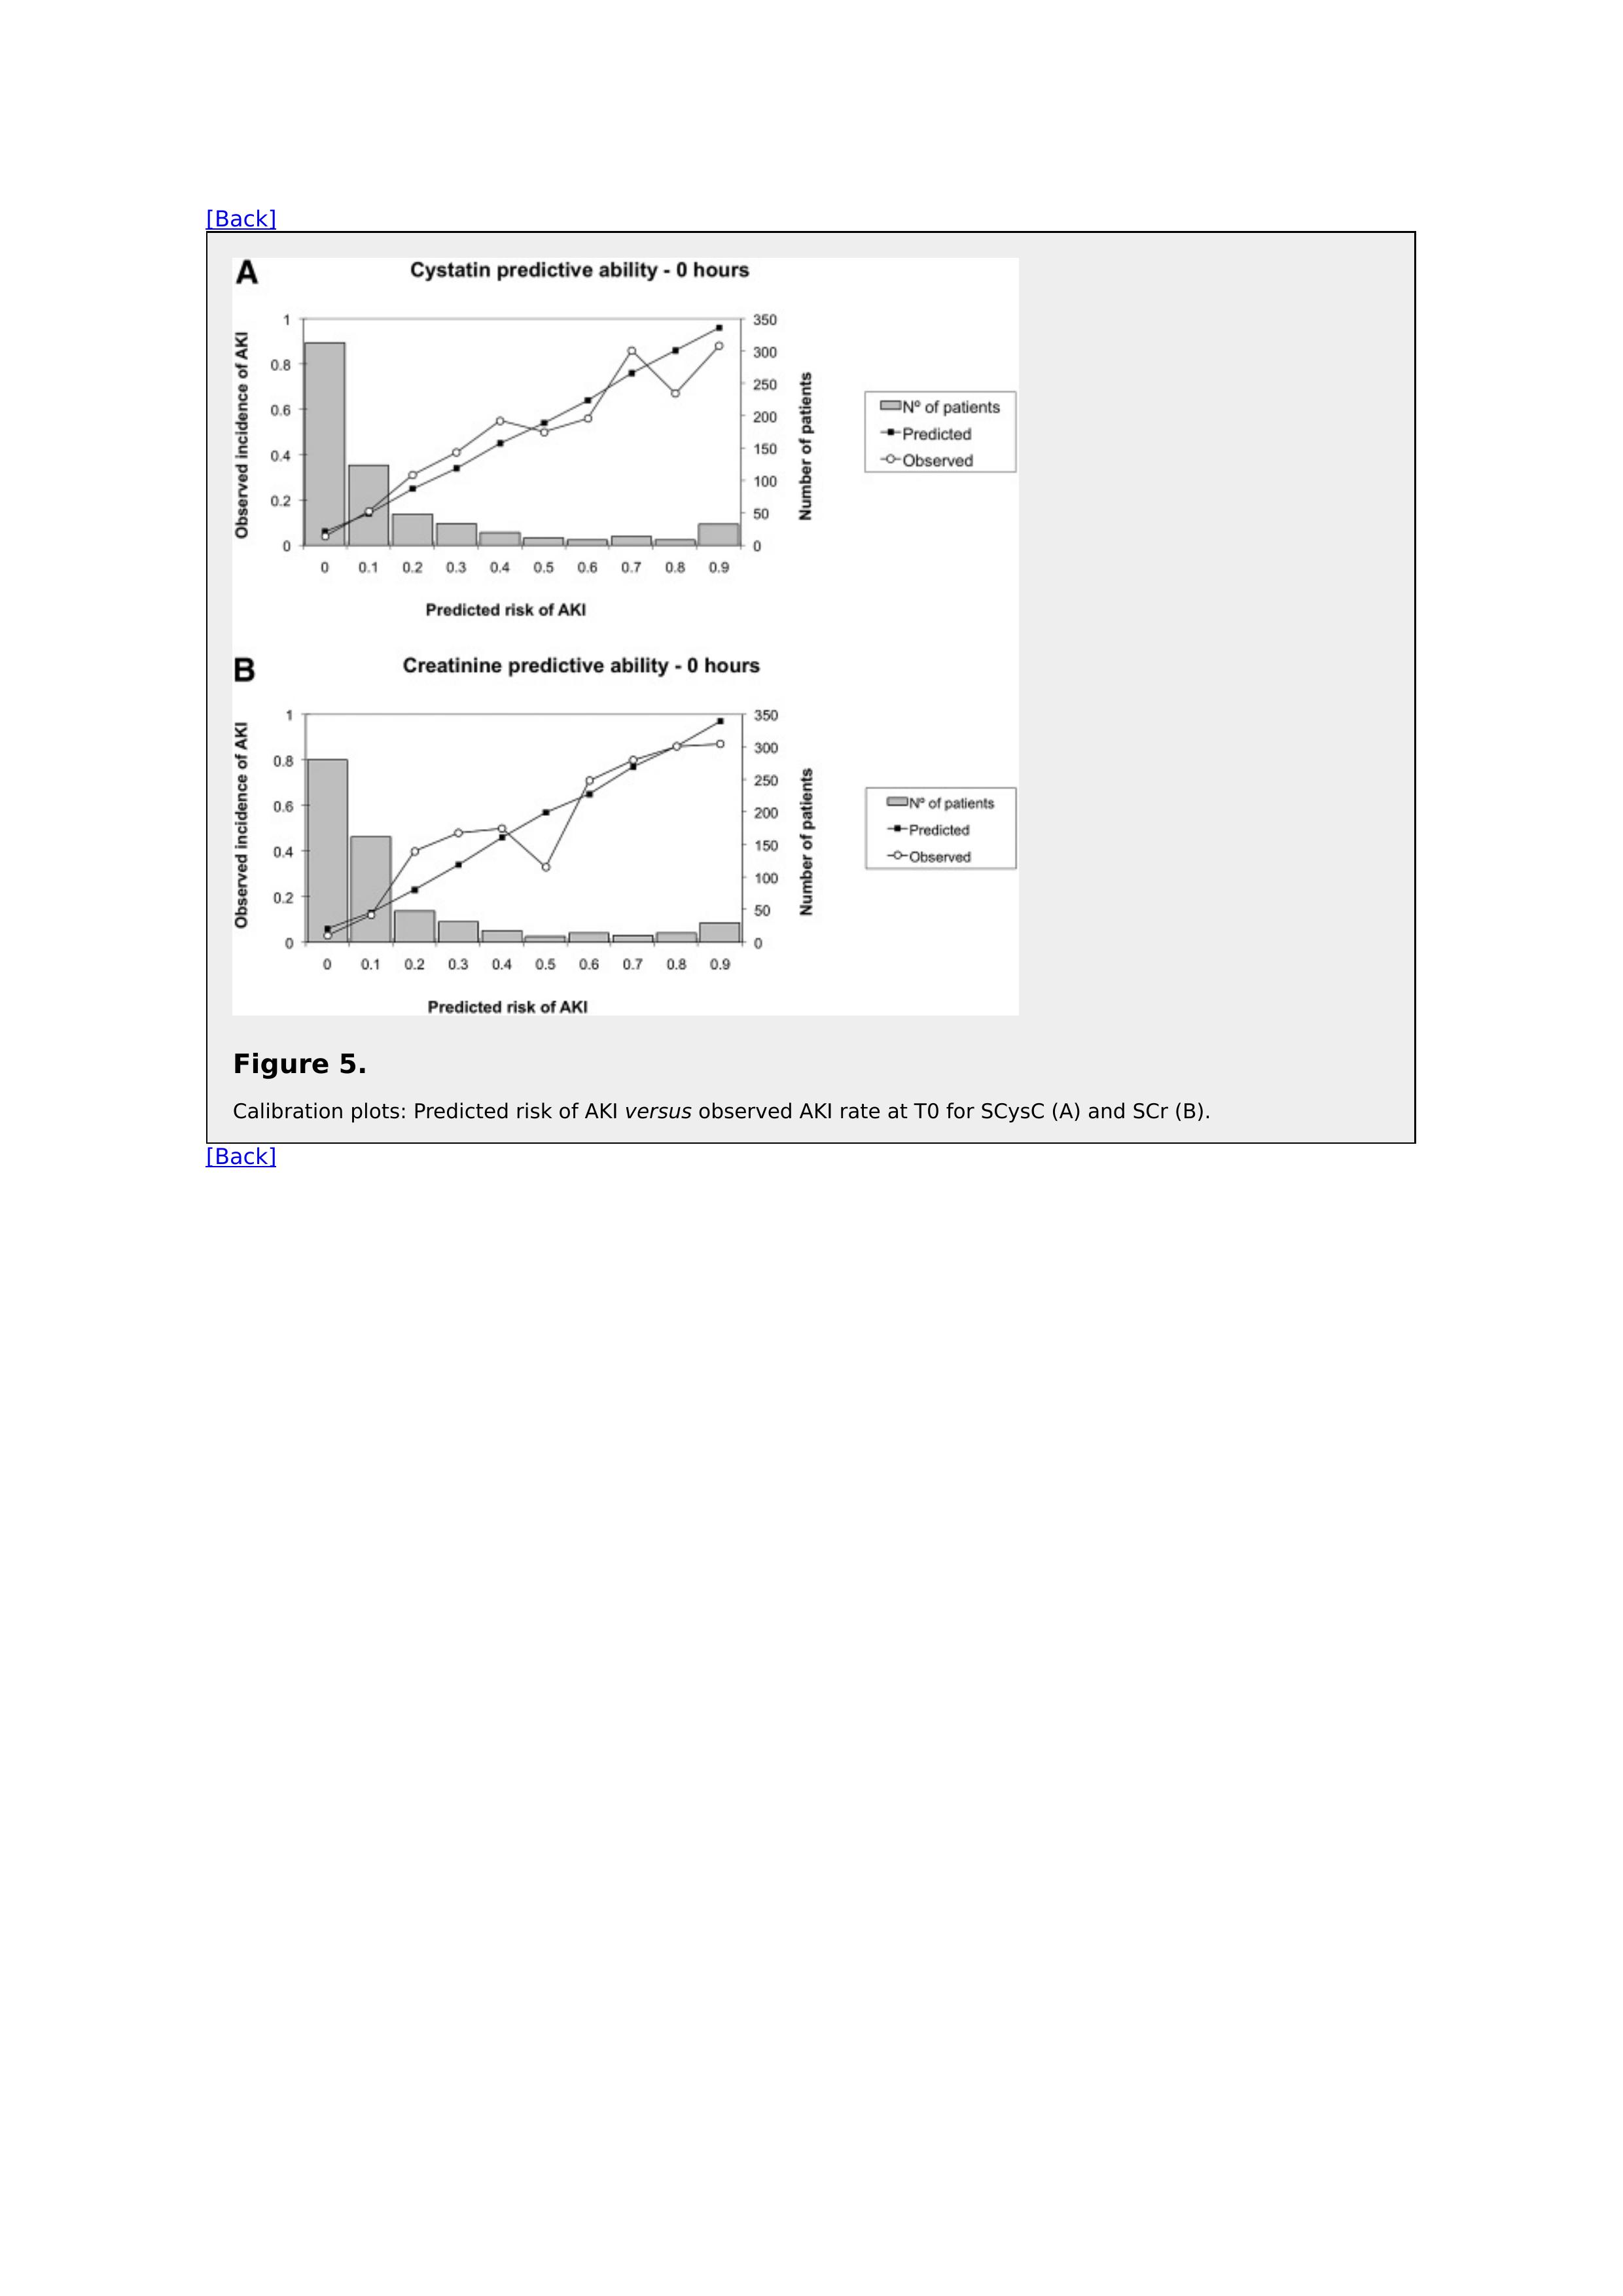 [Back]
A
Cystatin predictive ability - 0 hours
Observed incidence of AKI
1
0.8
0.6
0.4
0.2
0
350
300
250
200
150
100
50
0
Number of patients
0 0.1 0.2 0.3 0.4 0.5 0.6 0.7 0.8 0.9
Predicted risk of AKI
Nº of patients
Predicted
Observed
B
Creatinine predictive ability - 0 hours
Observed incidence of AKI
1
0.8
0.6
0.4
0.2
0
350
300
250
200
150
100
50
0
Number of patients
0 0.1 0.2 0.3 0.4 0.5 0.6 0.7 0.8 0.9
Predicted risk of AKI
Nº of patients
Predicted
Observed
Figure 5.
Calibration plots: Predicted risk of AKI versus observed AKI rate at T0 for SCysC (A) and SCr (B).
[Back]